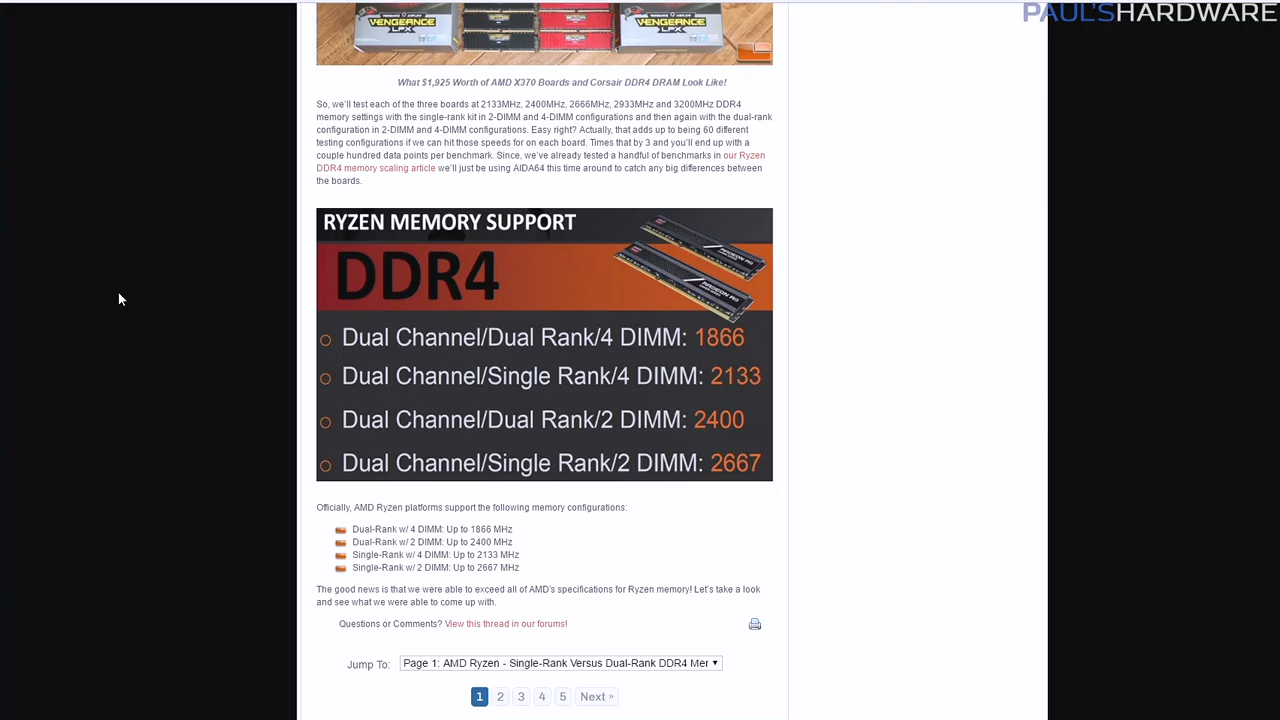 PAUL'SHARDWARE
VENGEANCE
LPX
VENGEANCE
LPX
What $1,925 Worth of AMD X370 Boards and Corsair DDR4 DRAM Look Like!
So, we'll test each of the three boards at 2133MHz, 2400MHz, 2666MHz, 2933MHz and 3200MHz DDR4
memory settings with the single-rank kit in 2-DIMM and 4-DIMM configurations and then again with the dual-rank
configuration in 2-DIMM and 4-DIMM configurations. Easy right? Actually, that adds up to being 60 different
testing configurations if we can hit those speeds for on each board. Times that by 3 and you'll end up with a
couple hundred data points per benchmark. Since, we've already tested a handful of benchmarks in our Ryzen
DDR4 memory scaling article we'll just be using AIDA64 this time around to catch any big differences between
the boards.
RYZEN MEMORY SUPPORT
DDR4
RADEON R9
RADEON R9
Dual Channel/Dual Rank/4 DIMM: 1866
Dual Channel/Single Rank/4 DIMM: 2133
Dual Channel/Dual Rank/2 DIMM: 2400
Dual Channel/Single Rank/2 DIMM: 2667
Officially, AMD Ryzen platforms support the following memory configurations:
Dual-Rank w/ 4 DIMM: Up to 1866 MHz
Dual-Rank w/ 2 DIMM: Up to 2400 MHz
Single-Rank w/ 4 DIMM: Up to 2133 MHz
Single-Rank w/ 2 DIMM: Up to 2667 MHz
The good news is that we were able to exceed all of AMD's specifications for Ryzen memory! Let's take a look
and see what we were able to come up with.
Questions or Comments? View this thread in our forums!
Jump To: Page 1: AMD Ryzen - Single-Rank Versus Dual-Rank DDR4 Mer
1 2 3 4 5 Next »